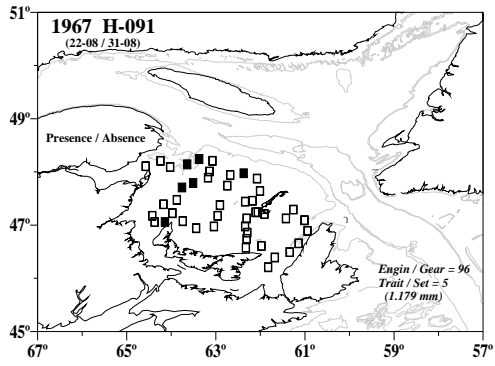 51°
1967 H-091
(22-08 / 31-08)
49°
Presence / Absence
47°
Engin / Gear = 96
Trait / Set = 5
(1.179 mm)
45°
67° 65° 63° 61° 59° 57°